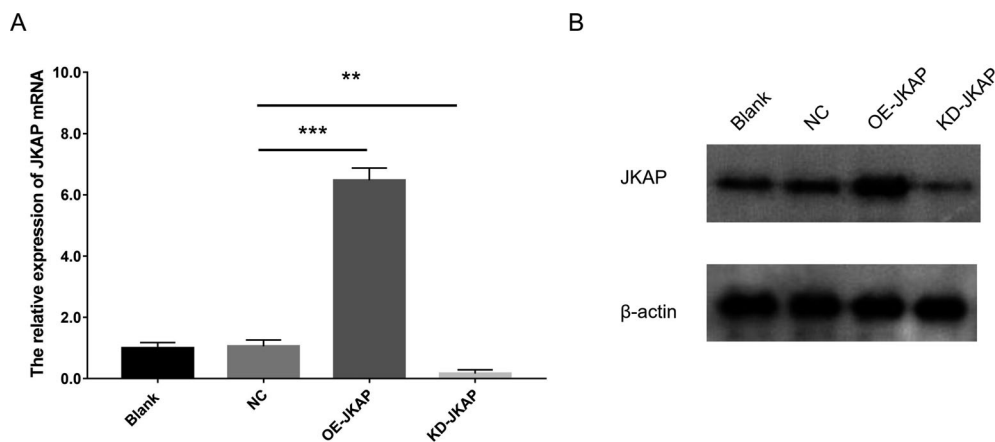 A
The relative expression of JKAP mRNA
10.0
8.0
6.0
4.0
2.0
0.0
**
***
Blank
NC
OE-JKAP
KD-JKAP
B
Blank
NC
OE-JKAP
KD-JKAP
JKAP
β-actin